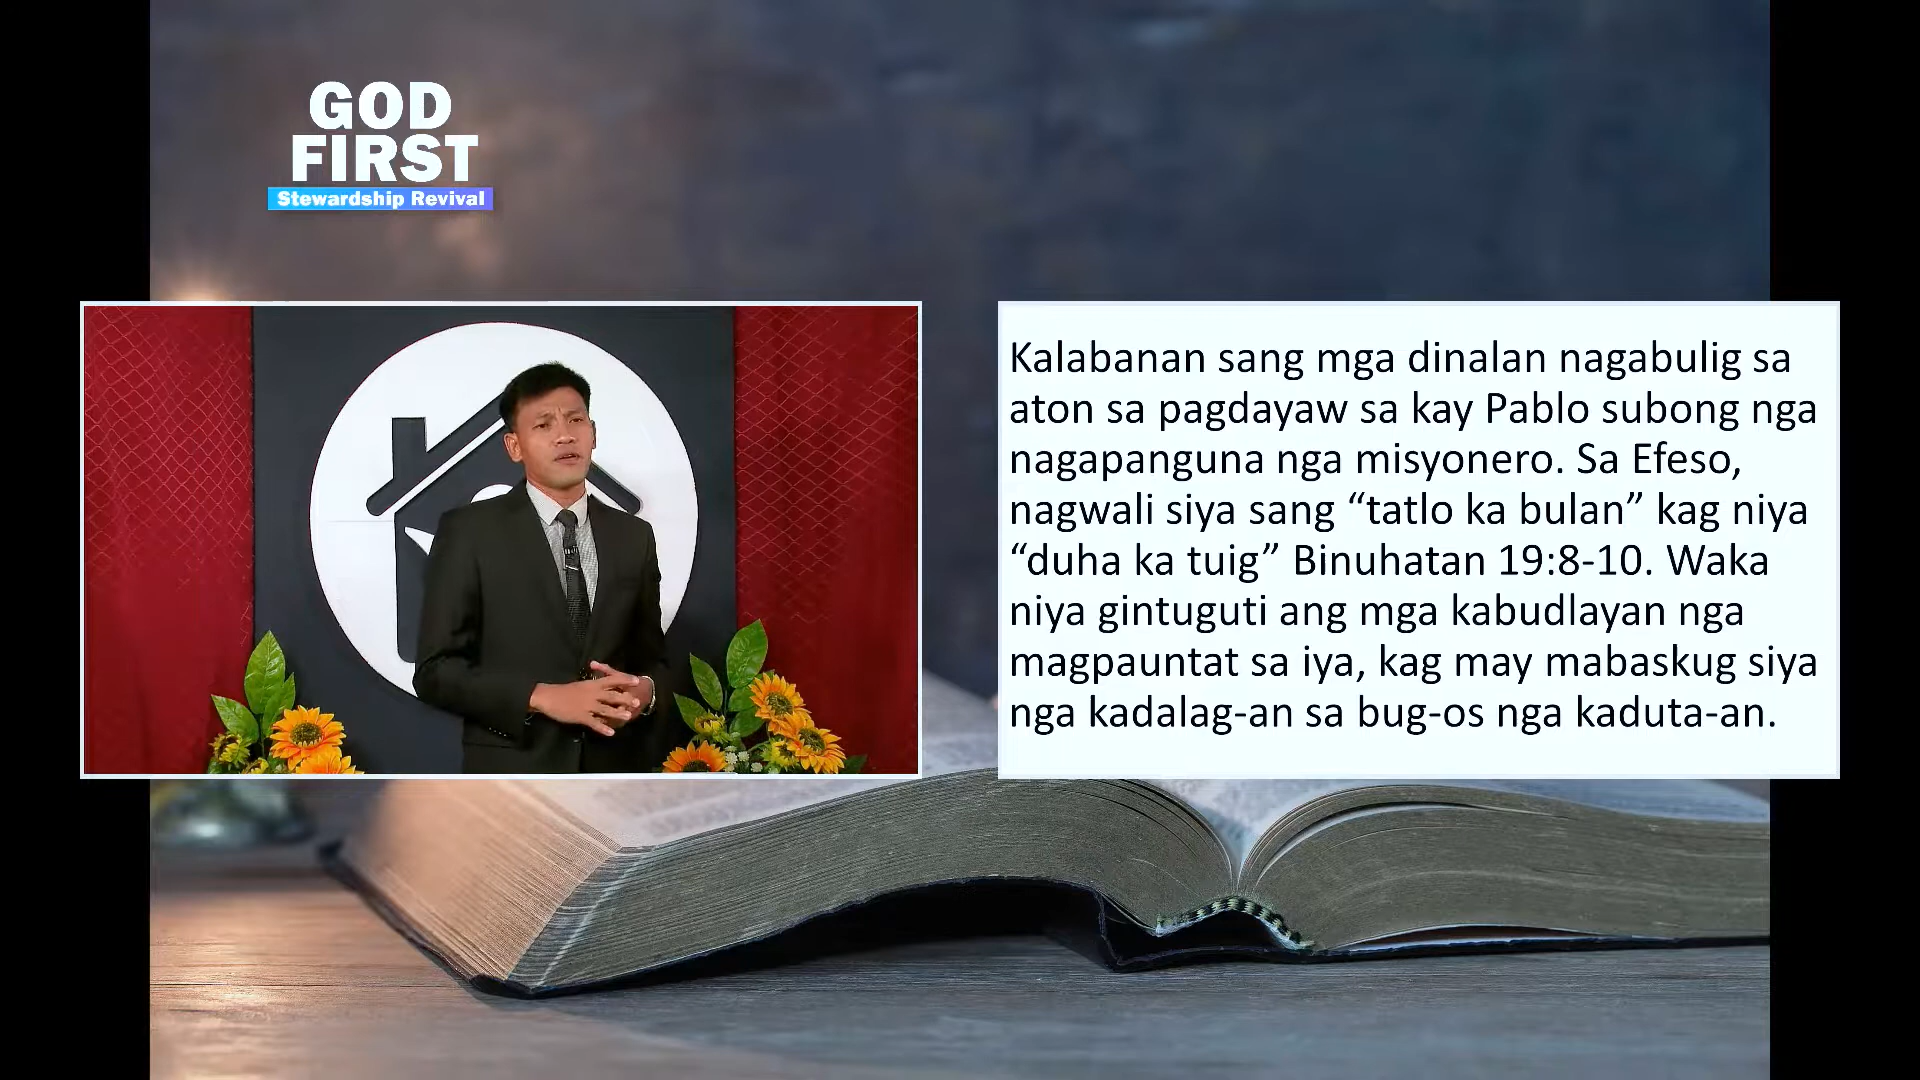 GOD
FIRST
Stewardship Revival
Kalabanan sang mga dinalan nagabulig sa
aton sa pagdayaw sa kay Pablo subong nga
nagapanguna nga misyonero. Sa Efeso,
nagwali siya sang “tatlo ka bulan” kag niya
“duha ka tuig” Binuhatan 19:8-10. Waka
niya gintuguti ang mga kabudlayan nga
magpauntat sa iya, kag may mabaskug siya
nga kadalag-an sa bug-os nga kaduta-an.